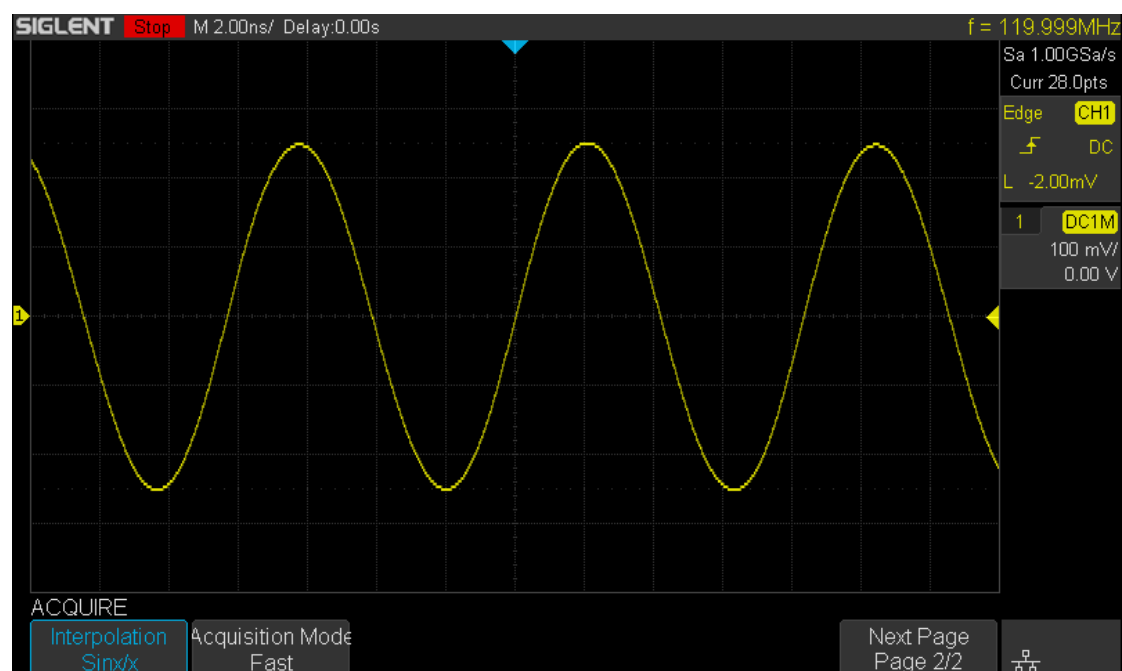 SIGLENT Stop M 2.00ns/ Delay:0.00s f = 119.999MHz
Sa 1.00GSa/s
Curr 28.0pts
Edge CH1
DC
L -2.00mV
1 DC1M
100 mV/
0.00 V
1
ACQUIRE
Interpolation
Sinx/x
Acquisition Mode
Fast
Next Page
Page 2/2